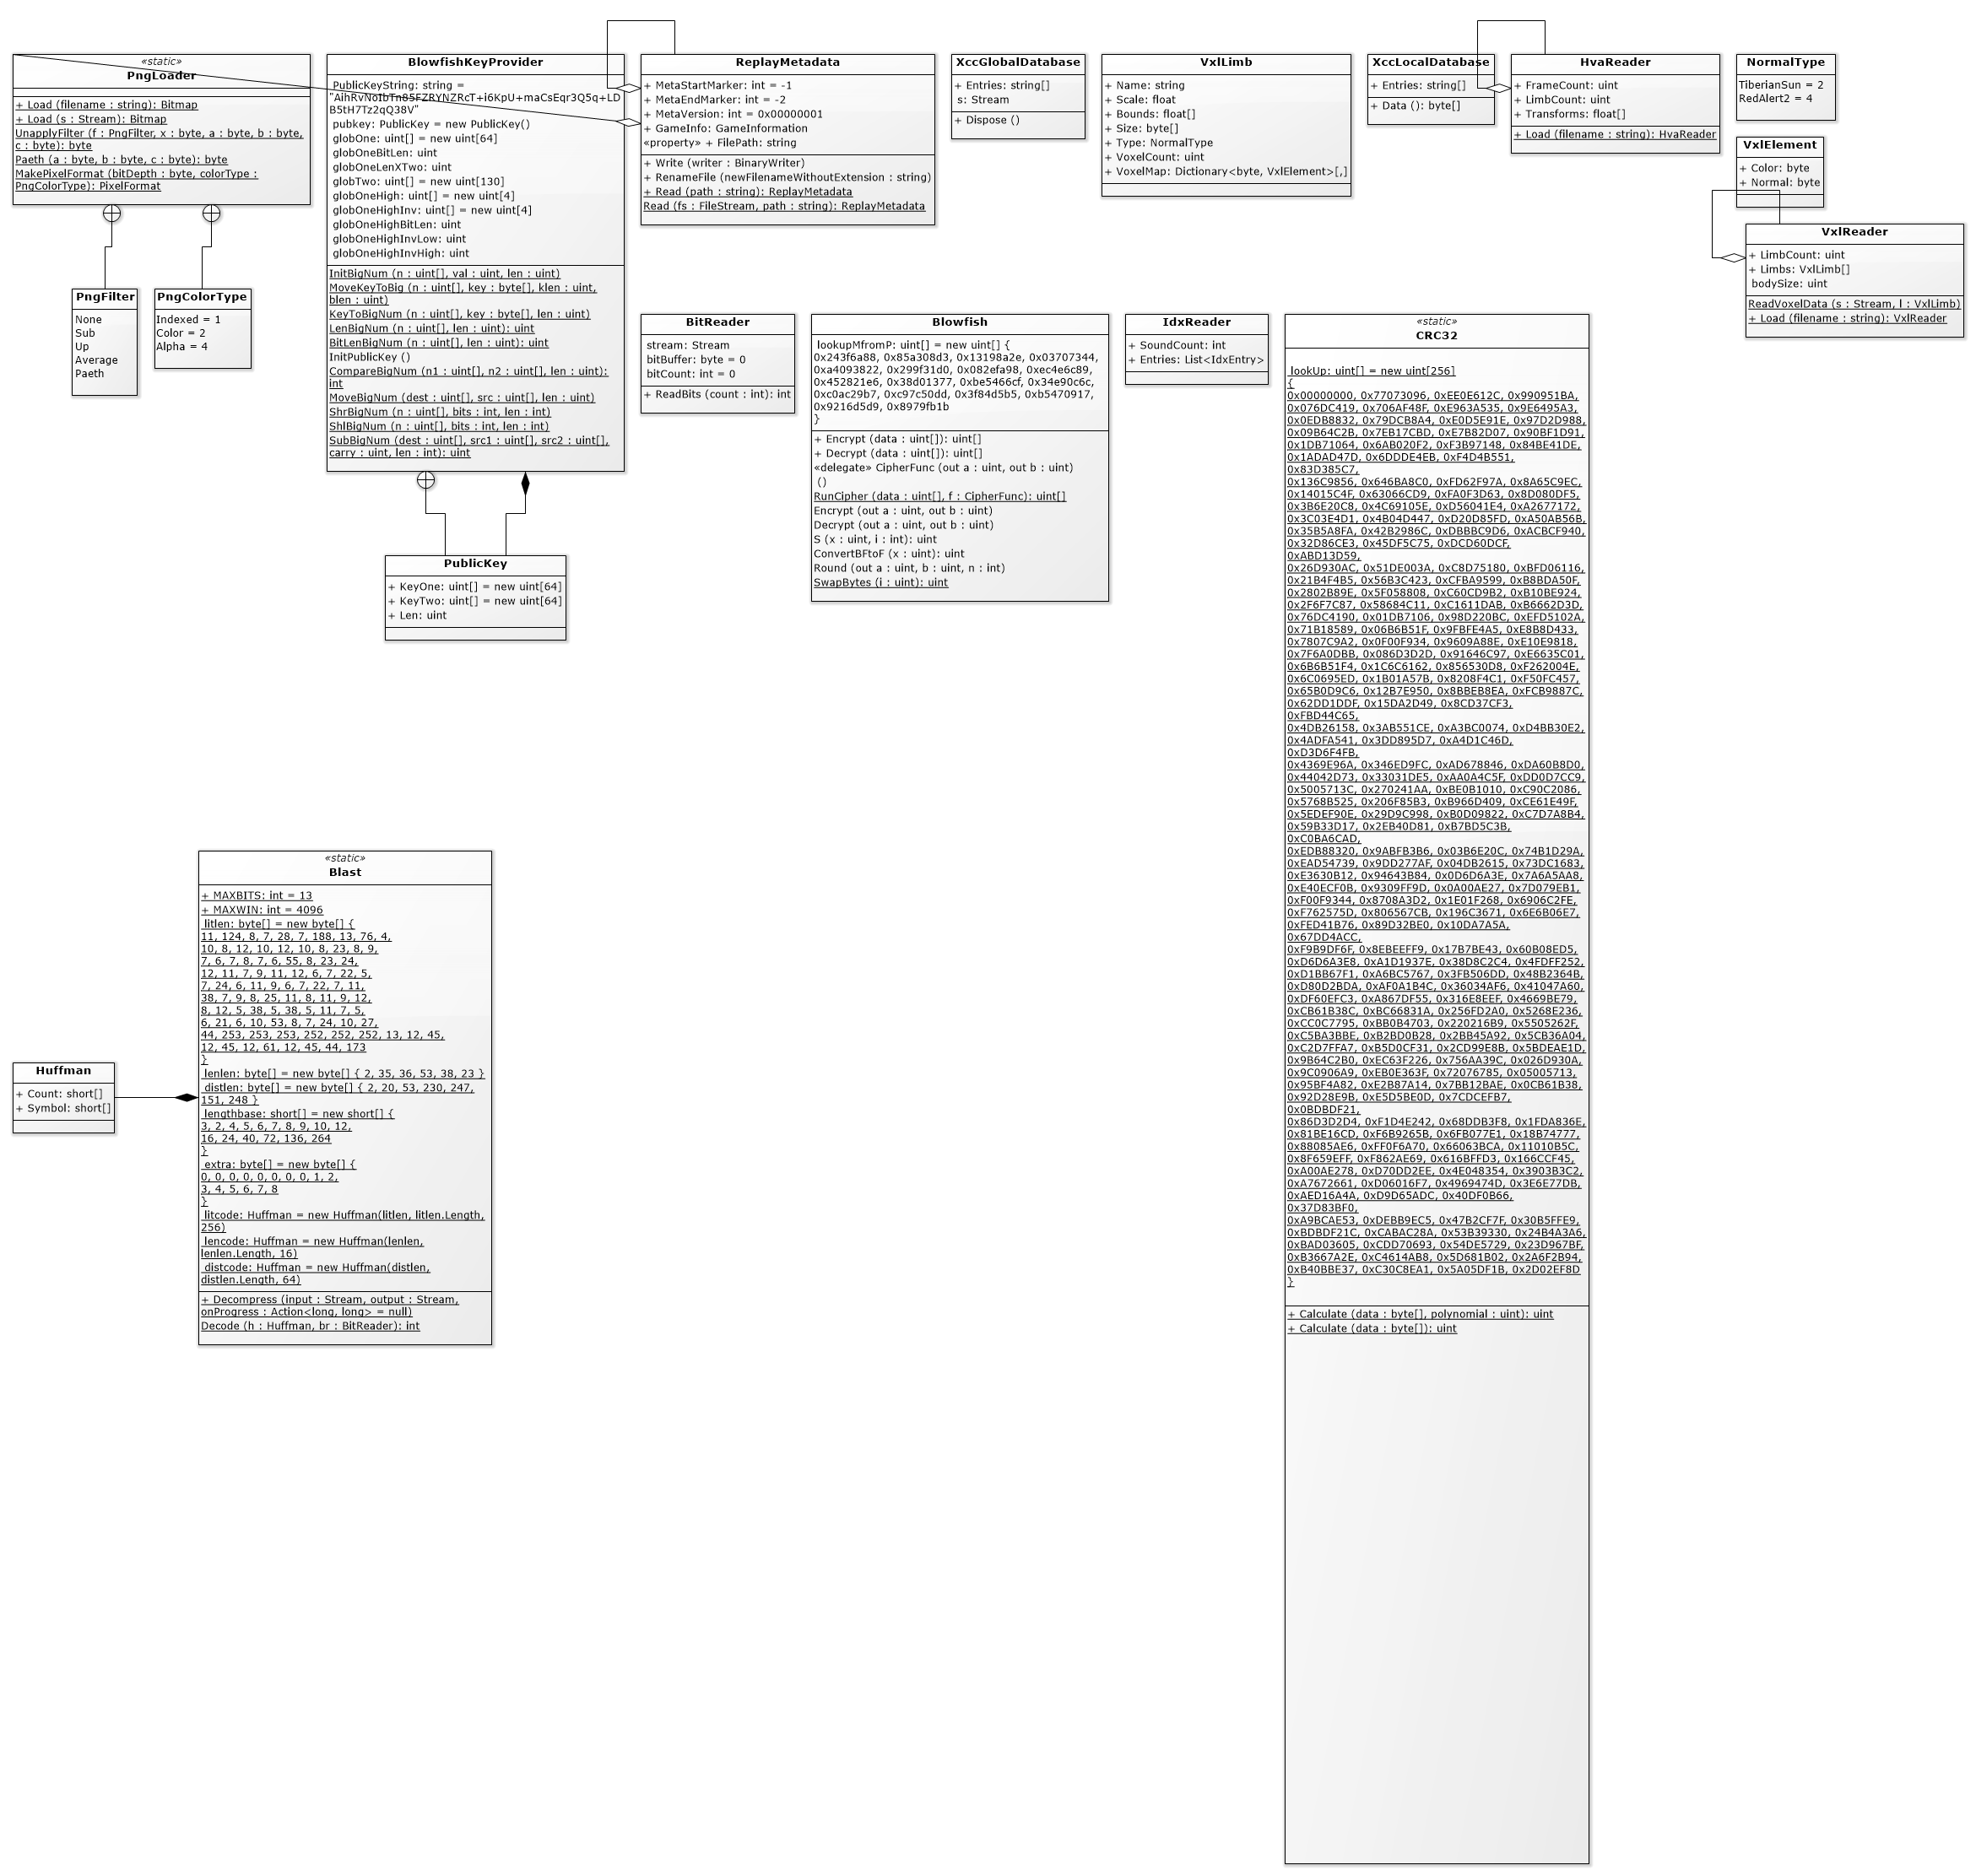 «static»
PngLoader
+ Load (filename : string): Bitmap
+ Load (s : Stream): Bitmap
UnapplyFilter (f : PngFilter, x : byte, a : byte, b : byte,
c : byte): byte
Paeth (a : byte, b : byte, c : byte): byte
MakePixelFormat (bitDepth : byte, colorType :
PngColorType): PixelFormat
PngFilter
None
Sub
Up
Average
Paeth
PngColorType
Indexed = 1
Color = 2
Alpha = 4
BlowfishKeyProvider
PublicKeyString: string =
"AihRvNoIbTn85FZRYNZRcT+i6KpU+maCsEqr3Q5q+LD
B5tH7Tz2qQ38V"
pubkey: PublicKey = new PublicKey()
globOne: uint[] = new uint[64]
globOneBitLen: uint
globOneLenXTwo: uint
globTwo: uint[] = new uint[130]
globOneHigh: uint[] = new uint[4]
globOneHighInv: uint[] = new uint[4]
globOneHighBitLen: uint
globOneHighInvLow: uint
globOneHighInvHigh: uint
InitBigNum (n : uint[], val : uint, len : uint)
MoveKeyToBig (n : uint[], key : byte[], klen : uint,
blen : uint)
KeyToBigNum (n : uint[], key : byte[], len : uint)
LenBigNum (n : uint[], len : uint): uint
BitLenBigNum (n : uint[], len : uint): uint
InitPublicKey ()
CompareBigNum (n1 : uint[], n2 : uint[], len : uint):
int
MoveBigNum (dest : uint[], src : uint[], len : uint)
ShrBigNum (n : uint[], bits : int, len : int)
ShlBigNum (n : uint[], bits : int, len : int)
SubBigNum (dest : uint[], src1 : uint[], src2 : uint[],
carry : uint, len : int): uint
PublicKey
+ KeyOne: uint[] = new uint[64]
+ KeyTwo: uint[] = new uint[64]
+ Len: uint
ReplayMetadata
+ MetaStartMarker: int = -1
+ MetaEndMarker: int = -2
+ MetaVersion: int = 0x00000001
+ GameInfo: GameInformation
«property» + FilePath: string
+ Write (writer : BinaryWriter)
+ RenameFile (newFilenameWithoutExtension : string)
+ Read (path : string): ReplayMetadata
Read (fs : FileStream, path : string): ReplayMetadata
XccGlobalDatabase
+ Entries: string[]
s: Stream
+ Dispose ()
VxlLimb
+ Name: string
+ Scale: float
+ Bounds: float[]
+ Size: byte[]
+ Type: NormalType
+ VoxelCount: uint
+ VoxelMap: Dictionary<byte, VxlElement>[,]
XccLocalDatabase
+ Entries: string[]
+ Data (): byte[]
HvaReader
+ FrameCount: uint
+ LimbCount: uint
+ Transforms: float[]
+ Load (filename : string): HvaReader
NormalType
TiberianSun = 2
RedAlert2 = 4
VxlElement
+ Color: byte
+ Normal: byte
VxlReader
+ LimbCount: uint
+ Limbs: VxlLimb[]
bodySize: uint
ReadVoxelData (s : Stream, l : VxlLimb)
+ Load (filename : string): VxlReader
BitReader
stream: Stream
bitBuffer: byte = 0
bitCount: int = 0
+ ReadBits (count : int): int
Blowfish
lookupMfromP: uint[] = new uint[] {
0x243f6a88, 0x85a308d3, 0x13198a2e, 0x03707344,
0xa4093822, 0x299f31d0, 0x082efa98, 0xec4e6c89,
0x452821e6, 0x38d01377, 0xbe5466cf, 0x34e90c6c,
0xc0ac29b7, 0xc97c50dd, 0x3f84d5b5, 0xb5470917,
0x9216d5d9, 0x8979fb1b
}
+ Encrypt (data : uint[]): uint[]
+ Decrypt (data : uint[]): uint[]
«delegate» CipherFunc (out a : uint, out b : uint)
()
RunCipher (data : uint[], f : CipherFunc): uint[]
Encrypt (out a : uint, out b : uint)
Decrypt (out a : uint, out b : uint)
S (x : uint, i : int): uint
ConvertBFtoF (x : uint): uint
Round (out a : uint, b : uint, n : int)
SwapBytes (i : uint): uint
IdxReader
+ SoundCount: int
+ Entries: List<IdxEntry>
«static»
CRC32
lookUp: uint[] = new uint[256]
{
0x00000000, 0x77073096, 0xEE0E612C, 0x990951BA,
0x076DC419, 0x706AF48F, 0xE963A535, 0x9E6495A3,
0x0EDB8832, 0x79DCB8A4, 0xE0D5E91E, 0x97D2D988,
0x09B64C2B, 0x7EB17CBD, 0xE7B82D07, 0x90BF1D91,
0x1DB71064, 0x6AB020F2, 0xF3B97148, 0x84BE41DE,
0x1ADAD47D, 0x6DDDE4EB, 0xF4D4B551,
0x83D385C7,
0x136C9856, 0x646BA8C0, 0xFD62F97A, 0x8A65C9EC,
0x14015C4F, 0x63066CD9, 0xFA0F3D63, 0x8D080DF5,
0x3B6E20C8, 0x4C69105E, 0xD56041E4, 0xA2677172,
0x3C03E4D1, 0x4B04D447, 0xD20D85FD, 0xA50AB56B,
0x35B5A8FA, 0x42B2986C, 0xDBBBC9D6, 0xACBCF940,
0x32D86CE3, 0x45DF5C75, 0xDCD60DCF,
0xABD13D59,
0x26D930AC, 0x51DE003A, 0xC8D75180, 0xBFD06116,
0x21B4F4B5, 0x56B3C423, 0xCFBA9599, 0xB8BDA50F,
0x2802B89E, 0x5F058808, 0xC60CD9B2, 0xB10BE924,
0x2F6F7C87, 0x58684C11, 0xC1611DAB, 0xB6662D3D,
0x76DC4190, 0x01DB7106, 0x98D220BC, 0xEFD5102A,
0x71B18589, 0x06B6B51F, 0x9FBFE4A5, 0xE8B8D433,
0x7807C9A2, 0x0F00F934, 0x9609A88E, 0xE10E9818,
0x7F6A0DBB, 0x086D3D2D, 0x91646C97, 0xE6635C01,
0x6B6B51F4, 0x1C6C6162, 0x856530D8, 0xF262004E,
0x6C0695ED, 0x1B01A57B, 0x8208F4C1, 0xF50FC457,
0x65B0D9C6, 0x12B7E950, 0x8BBEB8EA, 0xFCB9887C,
0x62DD1DDF, 0x15DA2D49, 0x8CD37CF3,
0xFBD44C65,
0x4DB26158, 0x3AB551CE, 0xA3BC0074, 0xD4BB30E2,
0x4ADFA541, 0x3DD895D7, 0xA4D1C46D,
0xD3D6F4FB,
0x4369E96A, 0x346ED9FC, 0xAD678846, 0xDA60B8D0,
0x44042D73, 0x33031DE5, 0xAA0A4C5F, 0xDD0D7CC9,
0x5005713C, 0x270241AA, 0xBE0B1010, 0xC90C2086,
0x5768B525, 0x206F85B3, 0xB966D409, 0xCE61E49F,
0x5EDEF90E, 0x29D9C998, 0xB0D09822, 0xC7D7A8B4,
0x59B33D17, 0x2EB40D81, 0xB7BD5C3B,
0xC0BA6CAD,
0xEDB88320, 0x9ABFB3B6, 0x03B6E20C, 0x74B1D29A,
0xEAD54739, 0x9DD277AF, 0x04DB2615, 0x73DC1683,
0xE3630B12, 0x94643B84, 0x0D6D6A3E, 0x7A6A5AA8,
0xE40ECF0B, 0x9309FF9D, 0x0A00AE27, 0x7D079EB1,
0xF00F9344, 0x8708A3D2, 0x1E01F268, 0x6906C2FE,
0xF762575D, 0x806567CB, 0x196C3671, 0x6E6B06E7,
0xFED41B76, 0x89D32BE0, 0x10DA7A5A,
0x67DD4ACC,
0xF9B9DF6F, 0x8EBEEFF9, 0x17B7BE43, 0x60B08ED5,
0xD6D6A3E8, 0xA1D1937E, 0x38D8C2C4, 0x4FDFF252,
0xD1BB67F1, 0xA6BC5767, 0x3FB506DD, 0x48B2364B,
0xD80D2BDA, 0xAF0A1B4C, 0x36034AF6, 0x41047A60,
0xDF60EFC3, 0xA867DF55, 0x316E8EEF, 0x4669BE79,
0xCB61B38C, 0xBC66831A, 0x256FD2A0, 0x5268E236,
0xCC0C7795, 0xBB0B4703, 0x220216B9, 0x5505262F,
0xC5BA3BBE, 0xB2BD0B28, 0x2BB45A92, 0x5CB36A04,
0xC2D7FFA7, 0xB5D0CF31, 0x2CD99E8B, 0x5BDEAE1D,
0x9B64C2B0, 0xEC63F226, 0x756AA39C, 0x026D930A,
0x9C0906A9, 0xEB0E363F, 0x72076785, 0x05005713,
0x95BF4A82, 0xE2B87A14, 0x7BB12BAE, 0x0CB61B38,
0x92D28E9B, 0xE5D5BE0D, 0x7CDCEFB7,
0x0BDBDF21,
0x86D3D2D4, 0xF1D4E242, 0x68DDB3F8, 0x1FDA836E,
0x81BE16CD, 0xF6B9265B, 0x6FB077E1, 0x18B74777,
0x88085AE6, 0xFF0F6A70, 0x66063BCA, 0x11010B5C,
0x8F659EFF, 0xF862AE69, 0x616BFFD3, 0x166CCF45,
0xA00AE278, 0xD70DD2EE, 0x4E048354, 0x3903B3C2,
0xA7672661, 0xD06016F7, 0x4969474D, 0x3E6E77DB,
0xAED16A4A, 0xD9D65ADC, 0x40DF0B66,
0x37D83BF0,
0xA9BCAE53, 0xDEBB9EC5, 0x47B2CF7F, 0x30B5FFE9,
0xBDBDF21C, 0xCABAC28A, 0x53B39330, 0x24B4A3A6,
0xBAD03605, 0xCDD70693, 0x54DE5729, 0x23D967BF,
0xB3667A2E, 0xC4614AB8, 0x5D681B02, 0x2A6F2B94,
0xB40BBE37, 0xC30C8EA1, 0x5A05DF1B, 0x2D02EF8D
}
+ Calculate (data : byte[], polynomial : uint): uint
+ Calculate (data : byte[]): uint
Huffman
+ Count: short[]
+ Symbol: short[]
«static»
Blast
+ MAXBITS: int = 13
+ MAXWIN: int = 4096
litlen: byte[] = new byte[] {
11, 124, 8, 7, 28, 7, 188, 13, 76, 4,
10, 8, 12, 10, 12, 10, 8, 23, 8, 9,
7, 6, 7, 8, 7, 6, 55, 8, 23, 24,
12, 11, 7, 9, 11, 12, 6, 7, 22, 5,
7, 24, 6, 11, 9, 6, 7, 22, 7, 11,
38, 7, 9, 8, 25, 11, 8, 11, 9, 12,
8, 12, 5, 38, 5, 38, 5, 11, 7, 5,
6, 21, 6, 10, 53, 8, 7, 24, 10, 27,
44, 253, 253, 253, 252, 252, 252, 13, 12, 45,
12, 45, 12, 61, 12, 45, 44, 173
}
lenlen: byte[] = new byte[] { 2, 35, 36, 53, 38, 23 }
distlen: byte[] = new byte[] { 2, 20, 53, 230, 247,
151, 248 }
lengthbase: short[] = new short[] {
3, 2, 4, 5, 6, 7, 8, 9, 10, 12,
16, 24, 40, 72, 136, 264
}
extra: byte[] = new byte[] {
0, 0, 0, 0, 0, 0, 0, 0, 1, 2,
3, 4, 5, 6, 7, 8
}
litcode: Huffman = new Huffman(litlen, litlen.Length,
256)
lencode: Huffman = new Huffman(lenlen,
lenlen.Length, 16)
distcode: Huffman = new Huffman(distlen,
distlen.Length, 64)
+ Decompress (input : Stream, output : Stream,
onProgress : Action<long, long> = null)
Decode (h : Huffman, br : BitReader): int